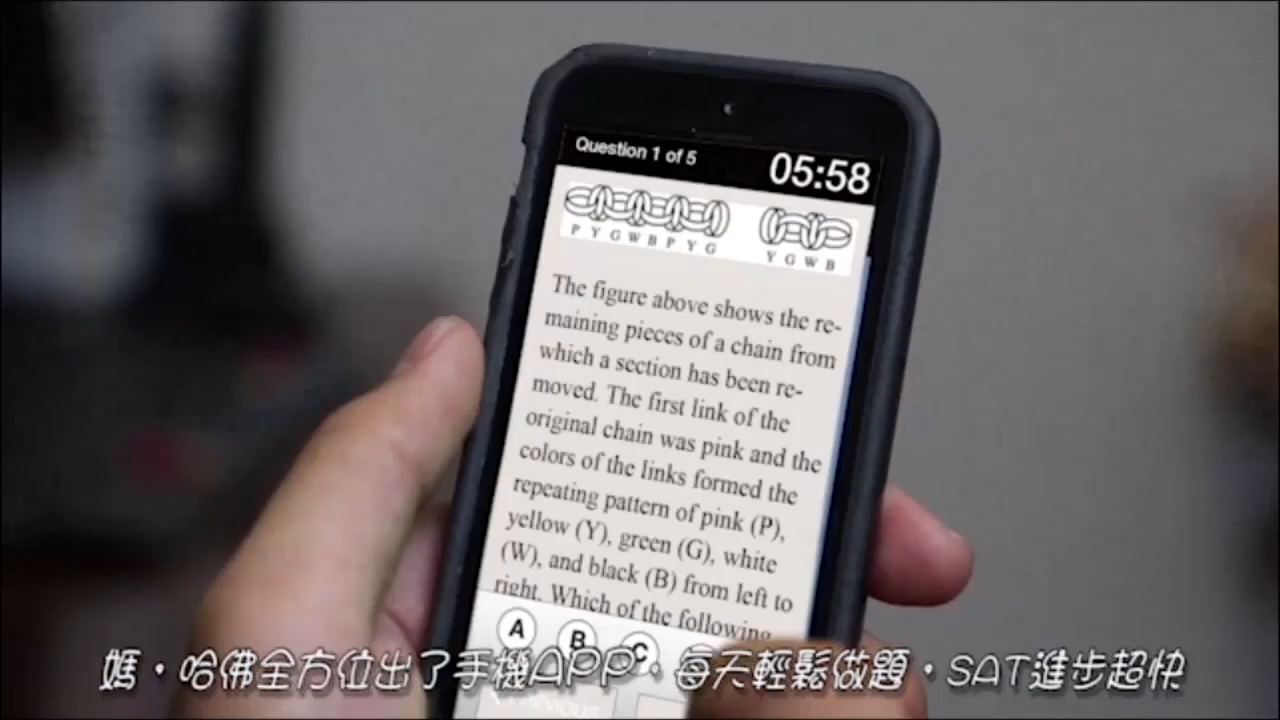 Question 1 of 5
05:58
P Y G W B P Y G
Y G W B
The figure above shows the re-
maining pieces of a chain from
which a section has been re-
moved. The first link of the
original chain was pink and the
colors of the links formed the
repeating pattern of pink (P),
yellow (Y), green (G), white
(W), and black (B) from left to
right. Which of the following
A B C
PREVIOUS
媽，哈佛全方位出了手機APP，每天輕鬆做題，SAT進步超快